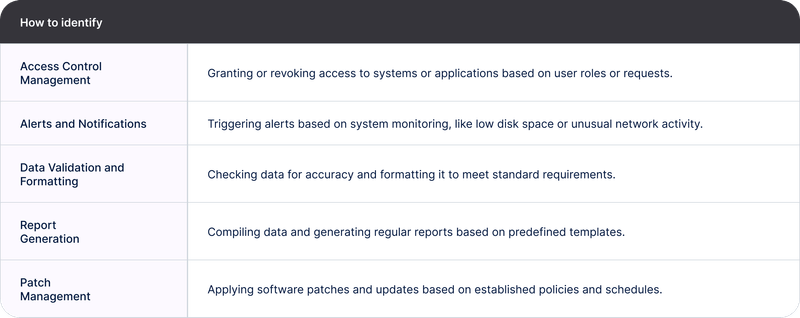 How to identify
Access Control
Management
Granting or revoking access to systems or applications based on user roles or requests.
Alerts and Notifications
Triggering alerts based on system monitoring, like low disk space or unusual network activity.
Data Validation and
Formatting
Checking data for accuracy and formatting it to meet standard requirements.
Report
Generation
Compiling data and generating regular reports based on predefined templates.
Patch
Management
Applying software patches and updates based on established policies and schedules.